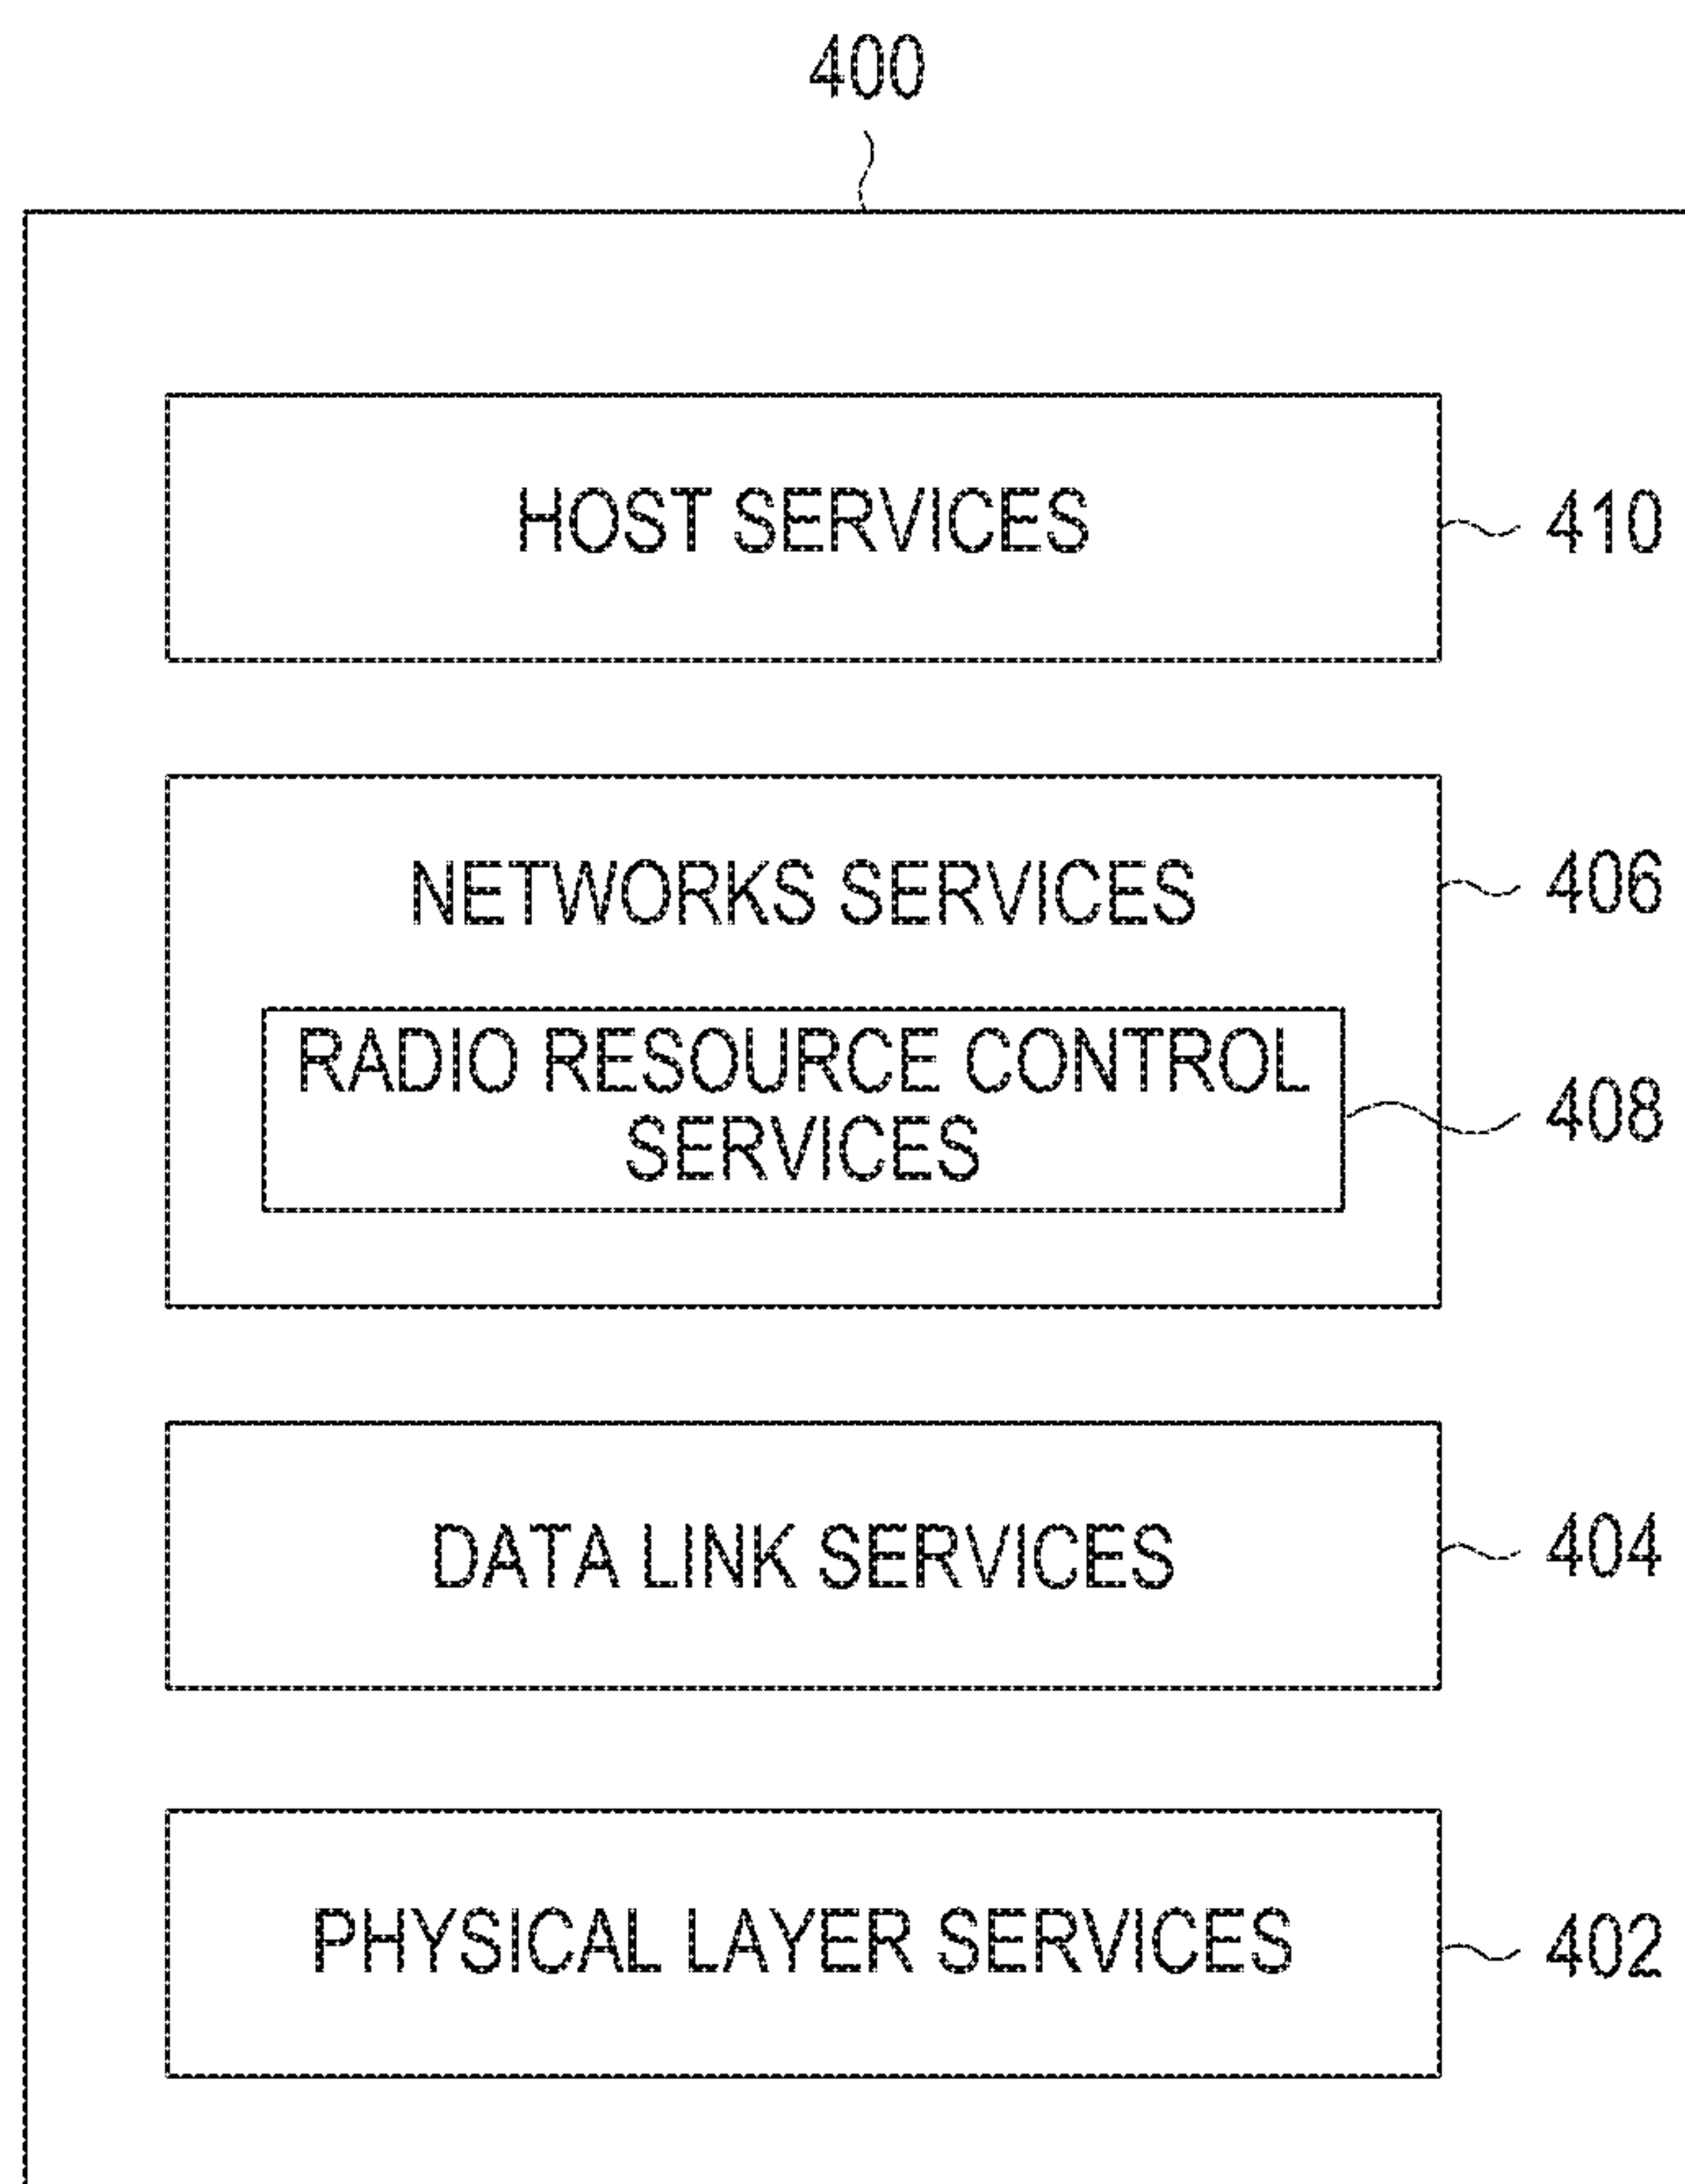 400
HOST SERVICES
410
NETWORKS SERVICES
406
RADIO RESOURCE CONTROL
SERVICES
408
DATA LINK SERVICES
404
PHYSICAL LAYER SERVICES
402